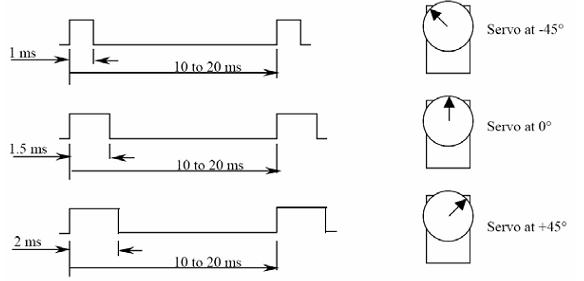 1 ms
10 to 20 ms
Servo at -45°
1.5 ms
10 to 20 ms
Servo at 0°
2 ms
10 to 20 ms
Servo at +45°